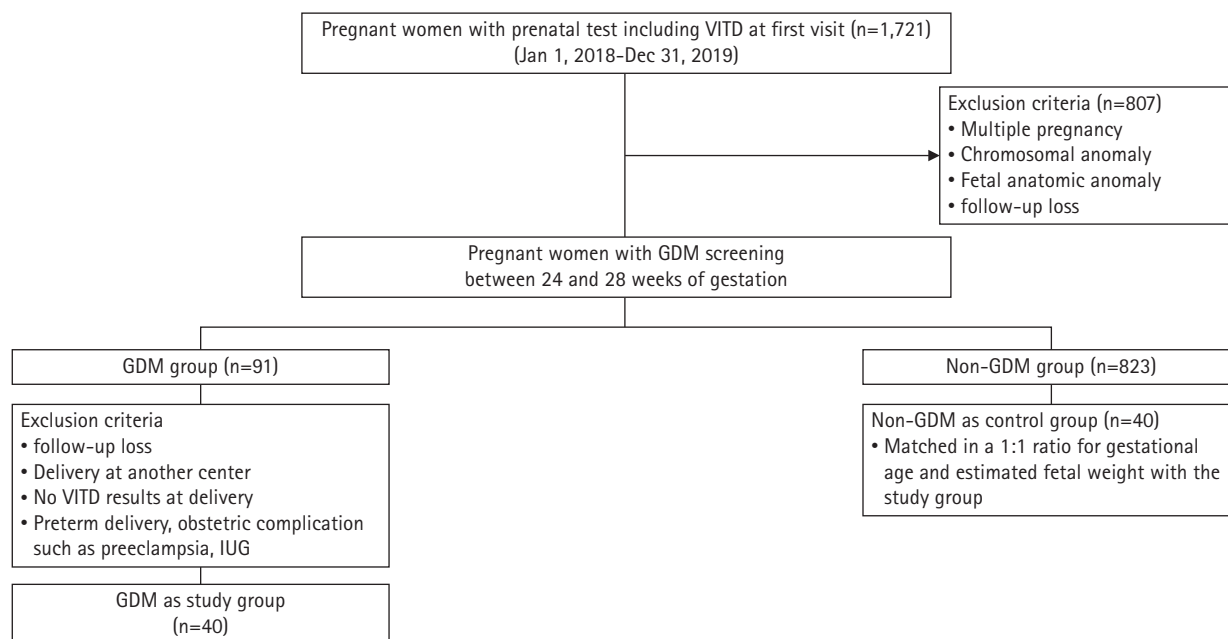 Pregnant women with prenatal test including VITD at first visit (n=1,721)
(Jan 1, 2018-Dec 31, 2019)
Exclusion criteria (n=807)
• Multiple pregnancy
• Chromosomal anomaly
• Fetal anatomic anomaly
• follow-up loss
Pregnant women with GDM screening
between 24 and 28 weeks of gestation
GDM group (n=91)
Non-GDM group (n=823)
Exclusion criteria
• follow-up loss
• Delivery at another center
• No VITD results at delivery
• Preterm delivery, obstetric complication
such as preeclampsia, IUG
Non-GDM as control group (n=40)
• Matched in a 1:1 ratio for gestational
age and estimated fetal weight with the
study group
GDM as study group
(n=40)